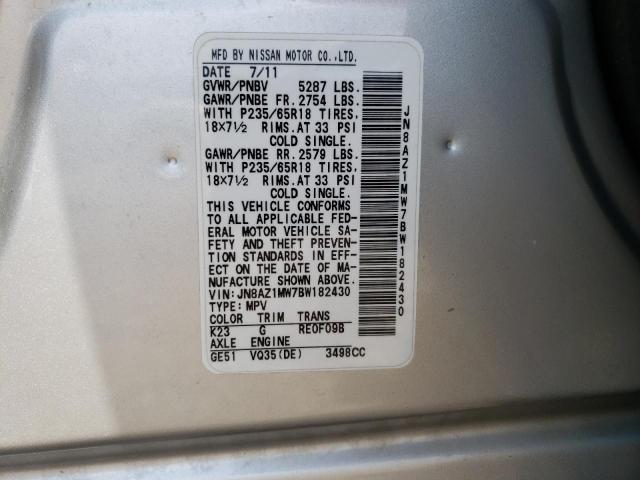 MFD BY NISSAN MOTOR CO.,LTD.
DATE 7/11
GVWR/PNBV 5287 LBS.
GAWR/PNBE FR. 2754 LBS.
WITH P235/65R18 TIRES,
18X7½ RIMS.AT 33 PSI
COLD SINGLE.
GAWR/PNBE RR. 2579 LBS.
WITH P235/65R18 TIRES,
18X7½ RIMS.AT 33 PSI
COLD SINGLE.
THIS VEHICLE CONFORMS
TO ALL APPLICABLE FED-
ERAL MOTOR VEHICLE SA-
FETY AND THEFT PREVEN-
TION STANDARDS IN EFF-
ECT ON THE DATE OF MA-
NUFACTURE SHOWN ABOVE.
VIN:JN8AZ1MW7BW182430
TYPE:MPV
COLOR TRIM TRANS
K23 G RE0F09B
AXLE ENGINE
GE51 VQ35(DE) 3498CC
JN8AZ1MW7BW182430